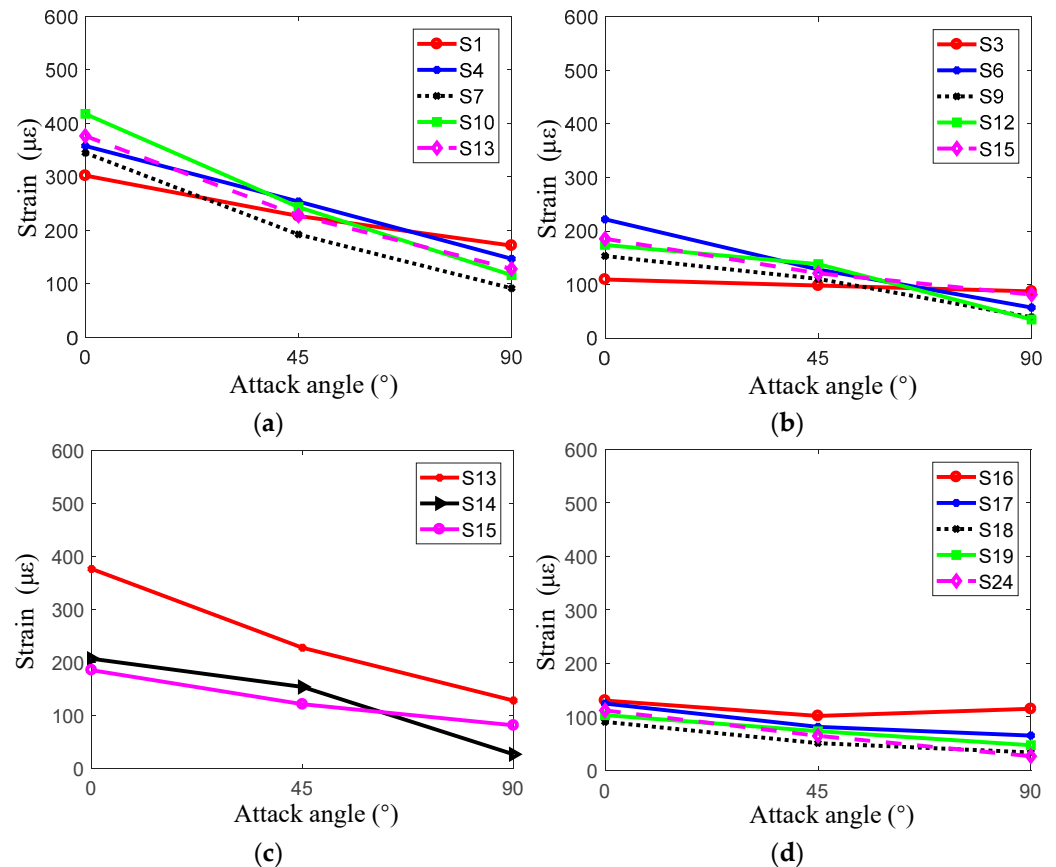 600
500
400
300
200
100
0
Strain (με)
0 45 90
Attack angle (°)
S1
S4
S7
S10
S13
(a)
600
500
400
300
200
100
0
Strain (με)
0 45 90
Attack angle (°)
S3
S6
S9
S12
S15
(b)
600
500
400
300
200
100
0
Strain (με)
0 45 90
Attack angle (°)
S13
S14
S15
(c)
600
500
400
300
200
100
0
Strain (με)
0 45 90
Attack angle (°)
S16
S17
S18
S19
S24
(d)